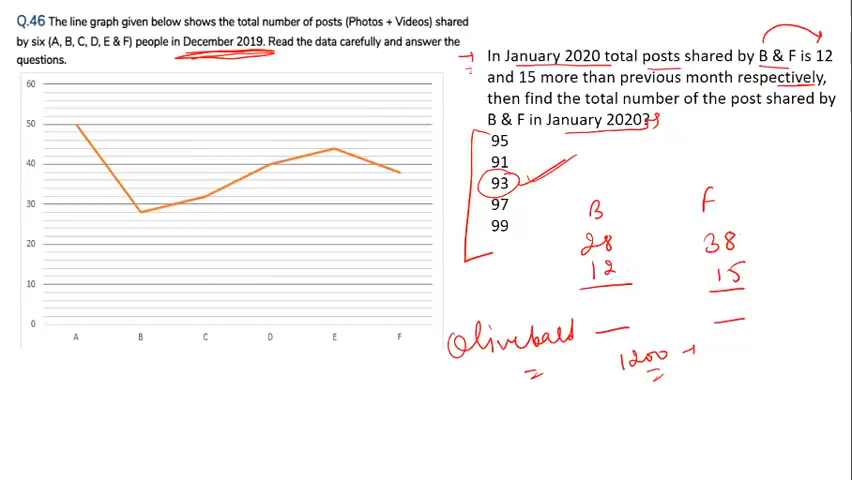 Q.46 The line graph given below shows the total number of posts (Photos + Videos) shared
by six (A, B, C, D, E & F) people in December 2019. Read the data carefully and answer the
questions.
60
50
40
30
20
10
0
A B C D E F
In January 2020 total posts shared by B & F is 12
and 15 more than previous month respectively,
then find the total number of the post shared by
B & F in January 2020?
95
91
93
97
99
B F
28 38
12 15
1200 +